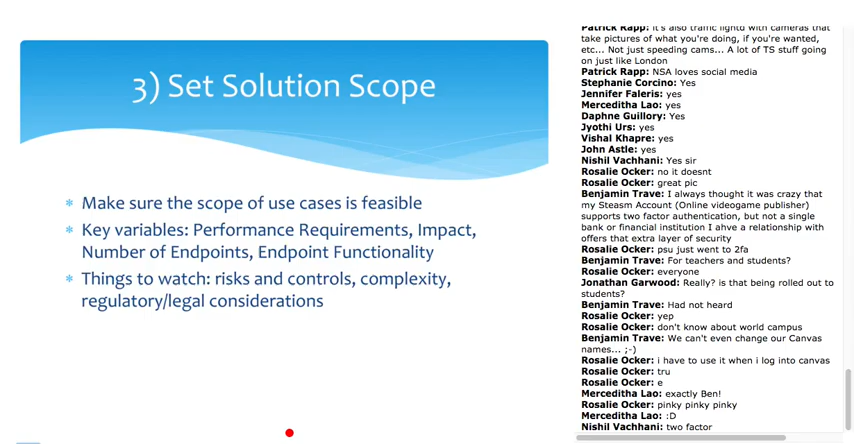 3) Set Solution Scope
* Make sure the scope of use cases is feasible
* Key variables: Performance Requirements, Impact,
Number of Endpoints, Endpoint Functionality
* Things to watch: risks and controls, complexity,
regulatory/legal considerations
Patrick Rapp: it's also traffic lightd with cameras that
take pictures of what you're doing, if you're wanted,
etc... Not just speeding cams... A lot of TS stuff going
on just like London
Patrick Rapp: NSA loves social media
Stephanie Corcino: Yes
Jennifer Faleris: yes
Merceditha Lao: yes
Daphne Guillory: Yes
Jyothi Urs: yes
Vishal Khapre: yes
John Astle: yes
Nishil Vachhani: Yes sir
Rosalie Ocker: no it doesnt
Rosalie Ocker: great pic
Benjamin Trave: I always thought it was crazy that
my Steasm Account (Online videogame publisher)
supports two factor authentication, but not a single
bank or financial institution I ahve a relationship with
offers that extra layer of security
Rosalie Ocker: psu just went to 2fa
Benjamin Trave: For teachers and students?
Rosalie Ocker: everyone
Jonathan Garwood: Really? is that being rolled out to
students?
Benjamin Trave: Had not heard
Rosalie Ocker: yep
Rosalie Ocker: don't know about world campus
Benjamin Trave: We can't even change our Canvas
names... ;-)
Rosalie Ocker: i have to use it when i log into canvas
Rosalie Ocker: tru
Rosalie Ocker: e
Merceditha Lao: exactly Ben!
Rosalie Ocker: pinky pinky pinky
Merceditha Lao: :D
Nishil Vachhani: two factor